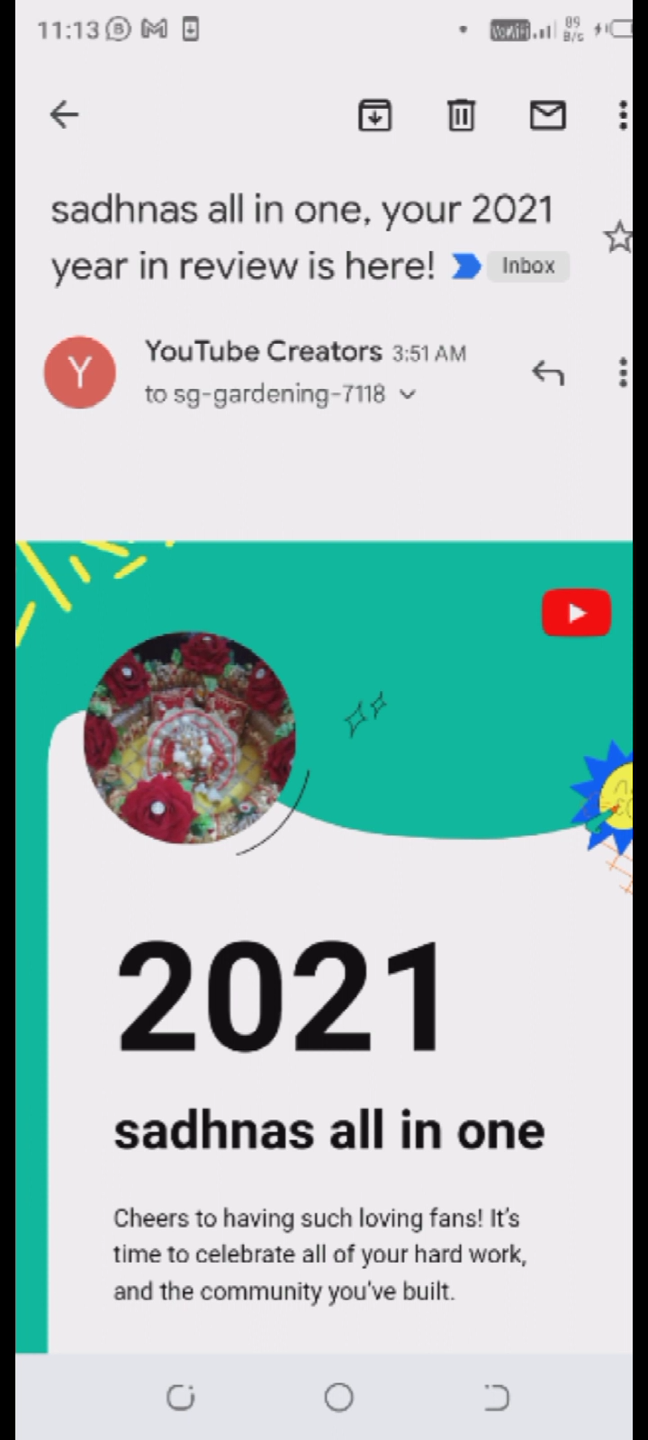 11:13
89
B/s
sadhnas all in one, your 2021
year in review is here! Inbox
Y
YouTube Creators 3:51 AM
to sg-gardening-7118
2021
sadhnas all in one
Cheers to having such loving fans! It's
time to celebrate all of your hard work,
and the community you've built.